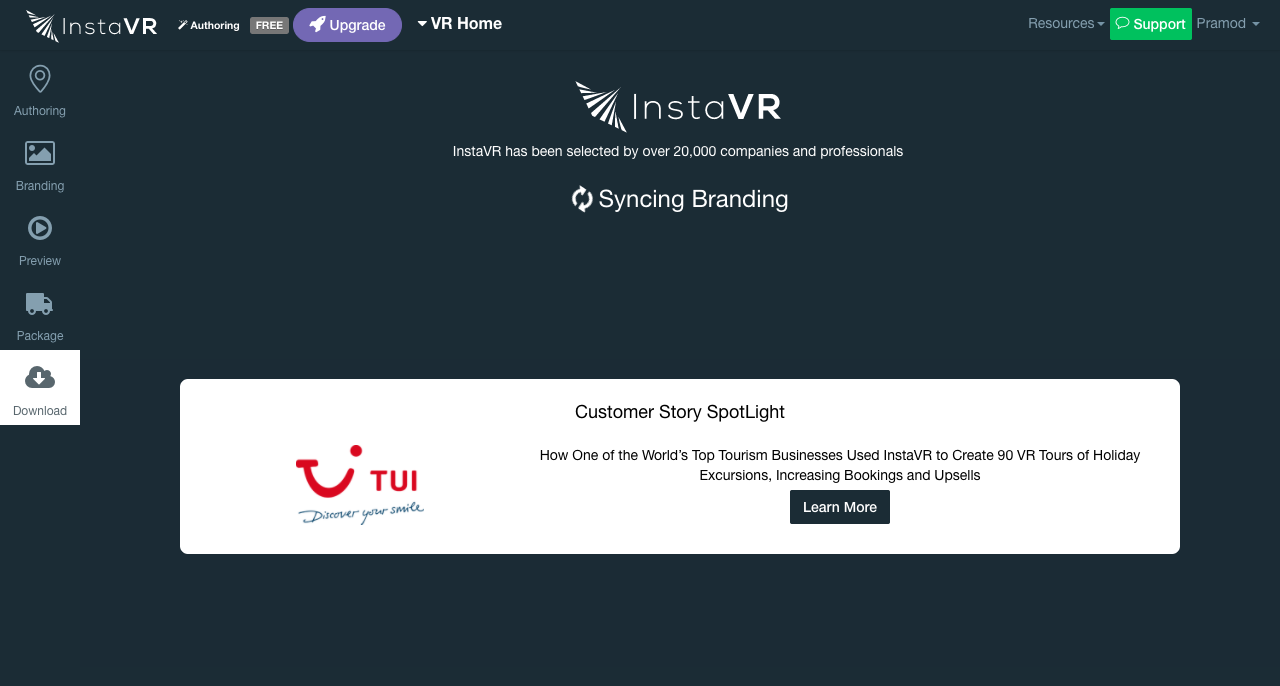 InstaVR Authoring FREE Upgrade VR Home Resources Support Pramod
Authoring
Branding
Preview
Package
Download
InstaVR
InstaVR has been selected by over 20,000 companies and professionals
Syncing Branding
Customer Story SpotLight
TUI
Discover your smile
How One of the World’s Top Tourism Businesses Used InstaVR to Create 90 VR Tours of Holiday
Excursions, Increasing Bookings and Upsells
Learn More